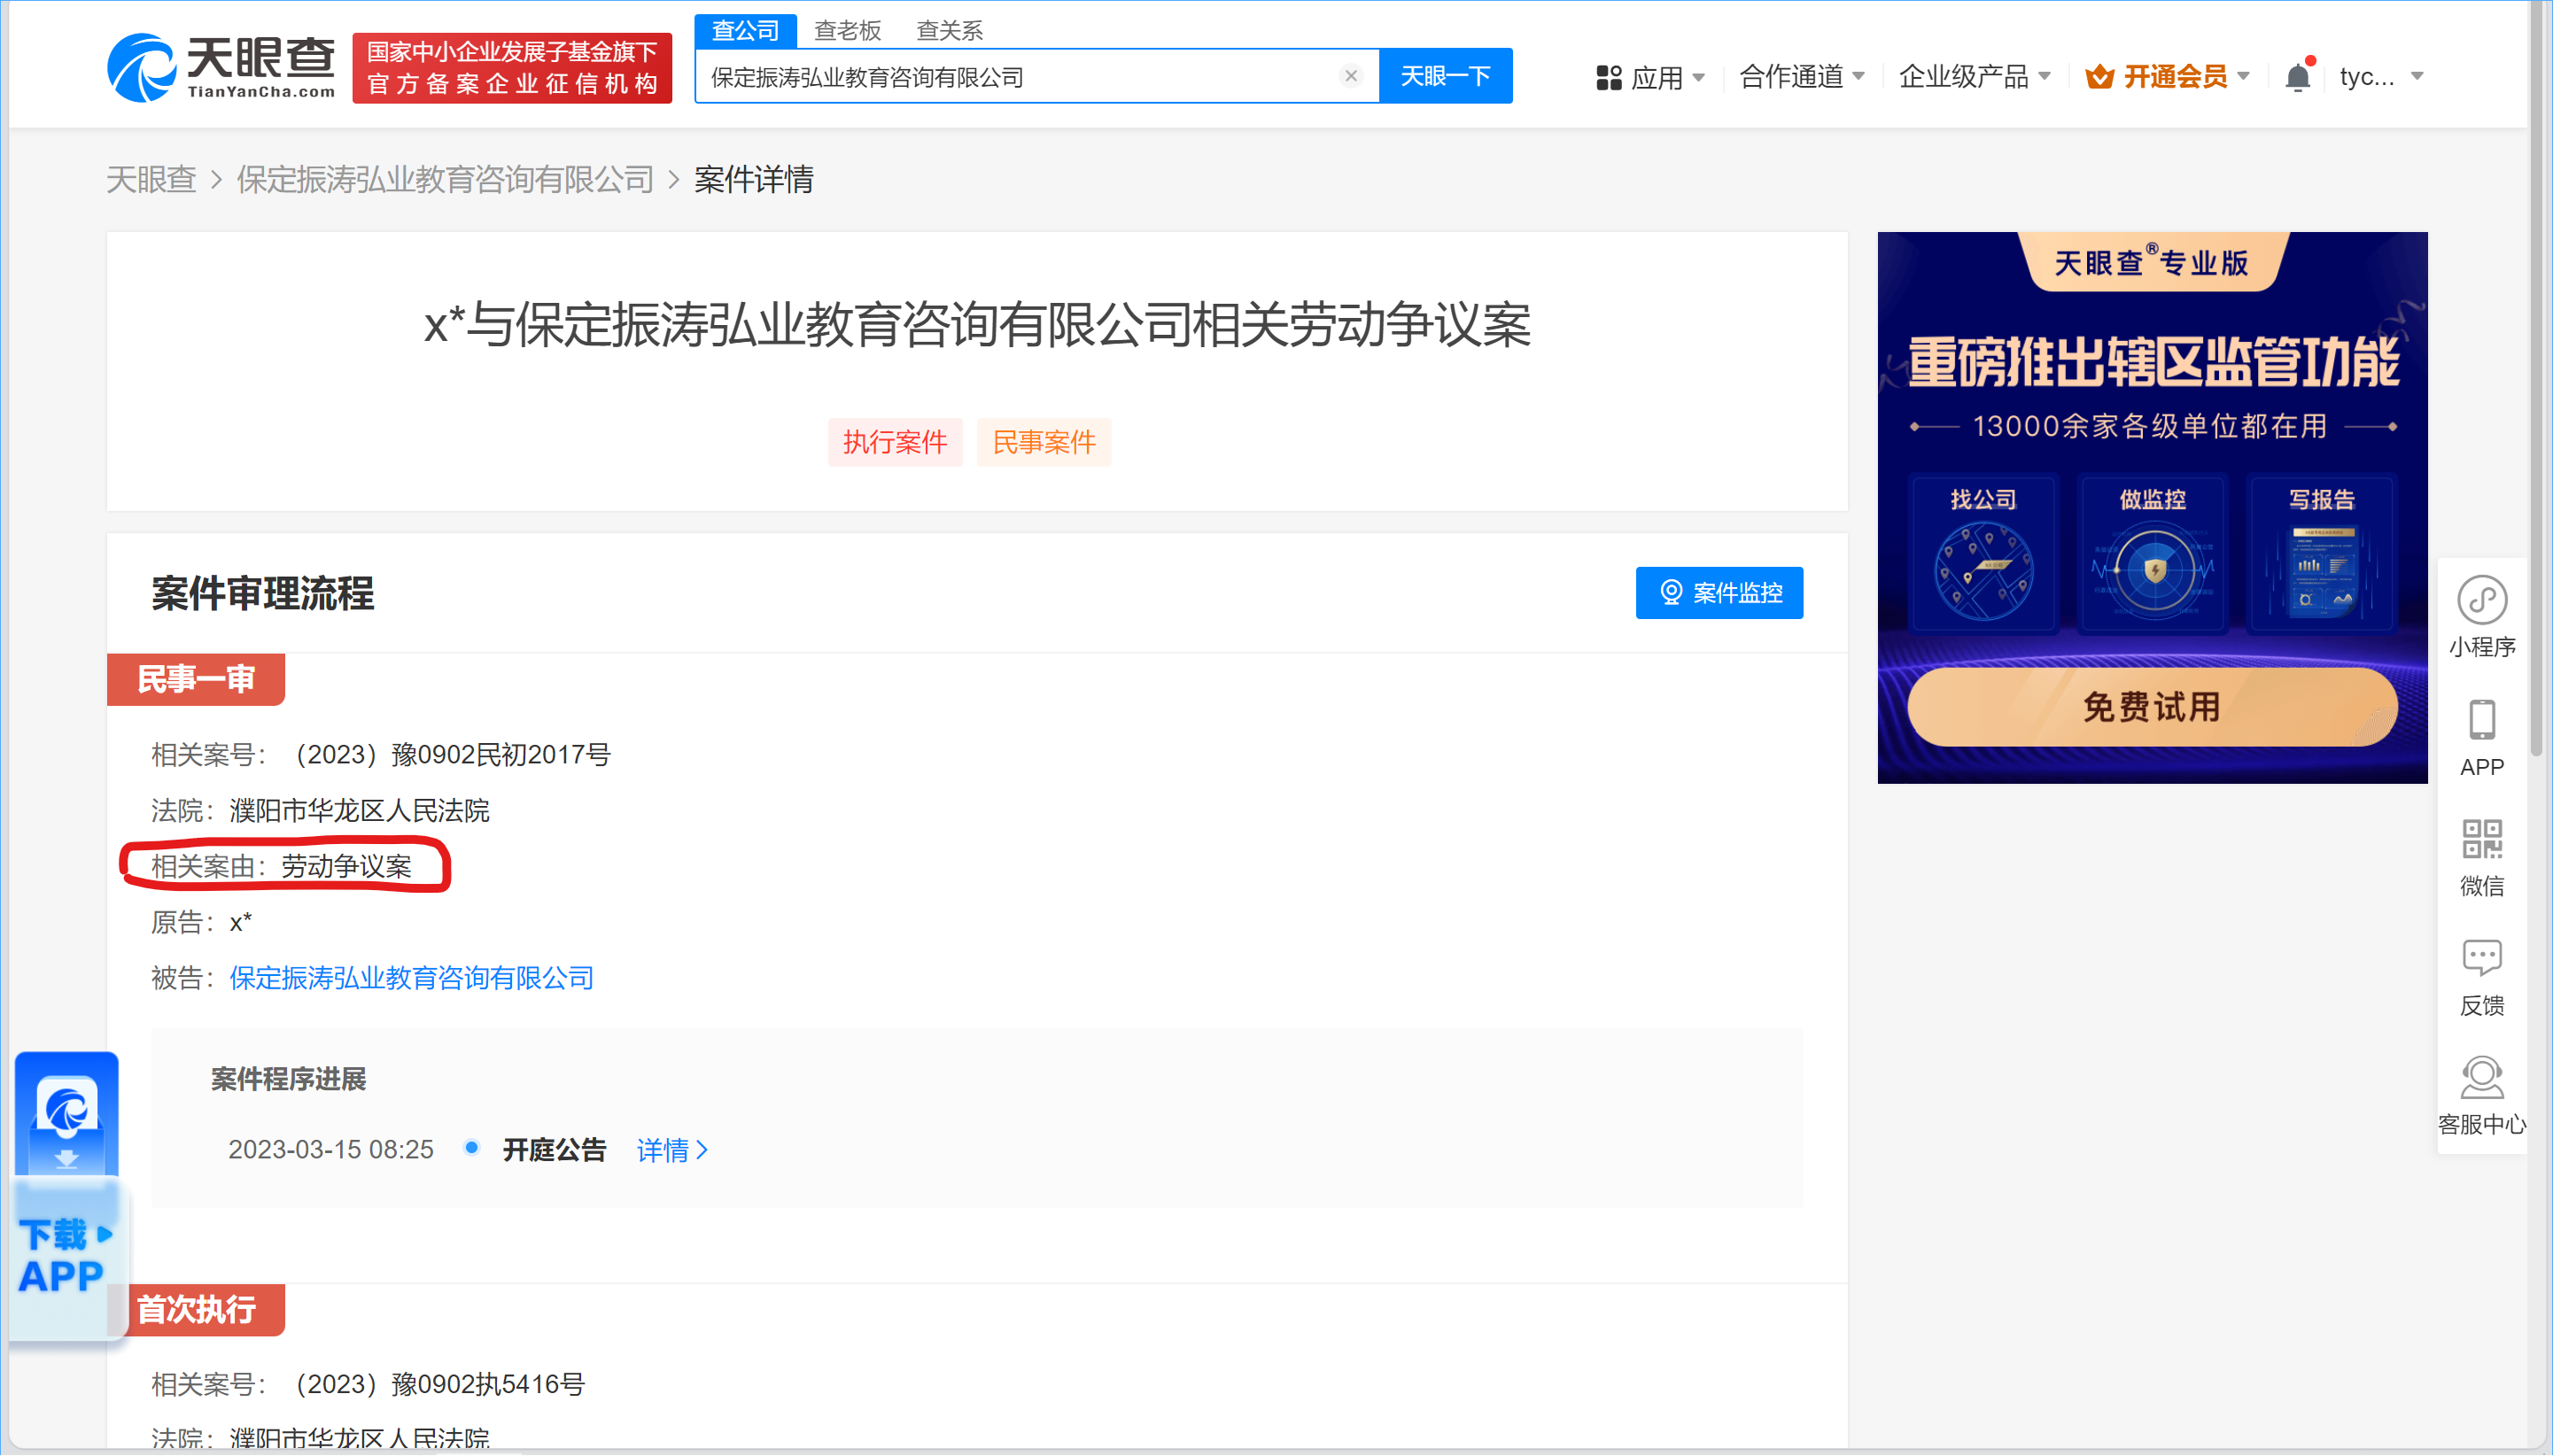 天眼查
TianYanCha.com
国家中小企业发展子基金旗下
官方备案企业征信机构
查公司 查老板 查关系
保定振涛弘业教育咨询有限公司
天眼一下
应用 合作通道 企业级产品 开通会员 tyc...
天眼查 > 保定振涛弘业教育咨询有限公司 > 案件详情
x*与保定振涛弘业教育咨询有限公司相关劳动争议案
执行案件 民事案件
案件审理流程
案件监控
民事一审
相关案号：（2023）豫0902民初2017号
法院：濮阳市华龙区人民法院
相关案由：劳动争议案
原告：x*
被告：保定振涛弘业教育咨询有限公司
案件程序进展
2023-03-15 08:25 开庭公告 详情>
首次执行
相关案号：（2023）豫0902执5416号
法院：濮阳市华龙区人民法院
天眼查®专业版
重磅推出辖区监管功能
13000余家各级单位都在用
找公司 做监控 写报告
免费试用
小程序
APP
微信
反馈
客服中心
下载
APP